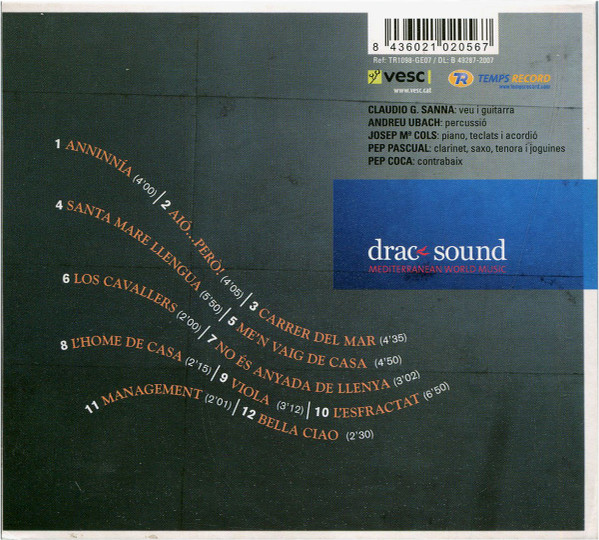 8 436021 020567
Ref: TR1098-GE07 / DL: B 49287-2007
vesc
www.vesc.cat
TR
TEMPS RECORD
www.tempsrecord.com
CLAUDIO G. SANNA: veu i guitarra
ANDREU UBACH: percussió
JOSEP Mª COLS: piano, teclats i acordió
PEP PASCUAL: clarinet, saxo, tenora i joguines
PEP COCA: contrabaix
drac sound
MEDITERRANEAN WORLD MUSIC
1 ANNINNÍA (4'00) | 2 AIÓ...PERÒ! (4'05) | 3 CARRER DEL MAR (4'35)
4 SANTA MARE LLENGUA (5'50) | 5 ME'N VAIG DE CASA (4'50)
6 LOS CAVALLERS (2'00) | 7 NO ÉS ANYADA DE LLENYA (3'02)
8 L'HOME DE CASA (2'15) | 9 VIOLA (3'12) | 10 L'ESFRACTAT (6'50)
11 MANAGEMENT (2'01) | 12 BELLA CIAO (2'30)